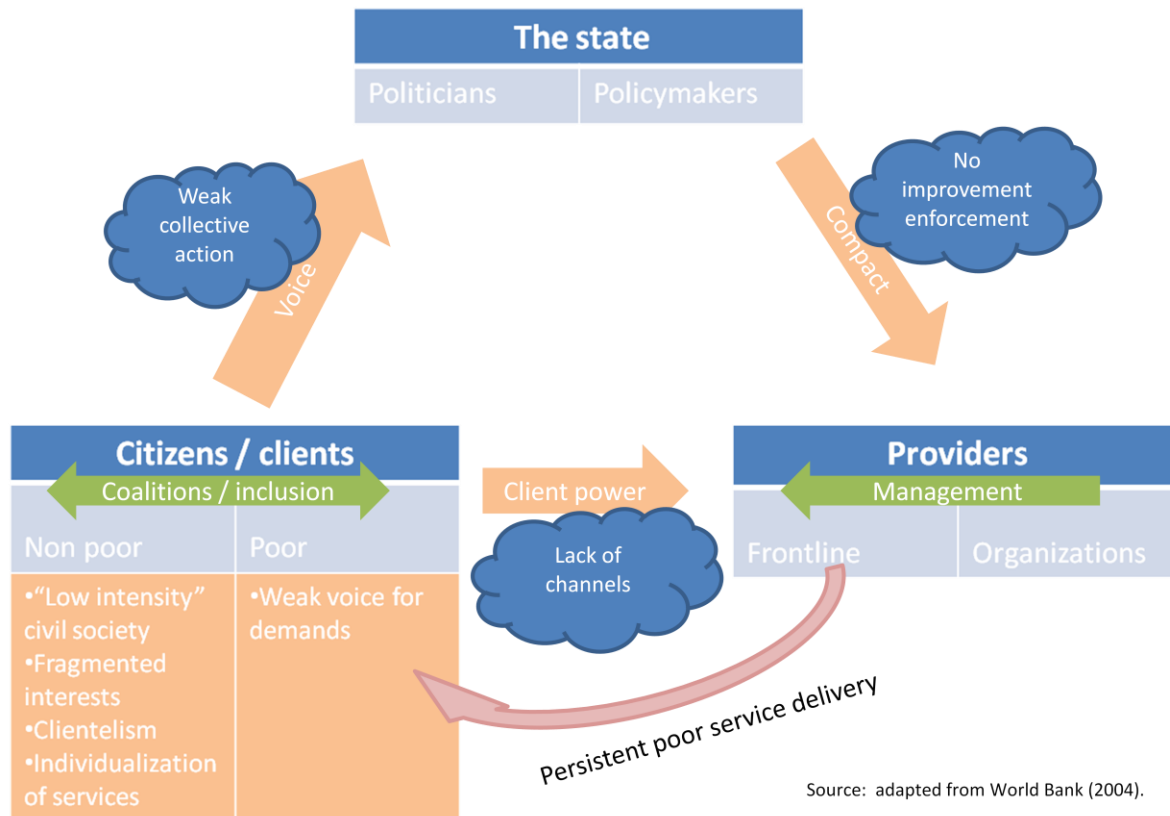 The state
Politicians
Policymakers
Weak
collective
action
Voice
No
improvement
enforcement
Compact
Citizens / clients
Coalitions / inclusion
Non poor
Poor
•“Low intensity”
civil society
•Fragmented
interests
•Clientelism
•Individualization
of services
•Weak voice for
demands
Client power
Lack of
channels
Providers
Management
Frontline
Organizations
Persistent poor service delivery
Source:  adapted from World Bank (2004).